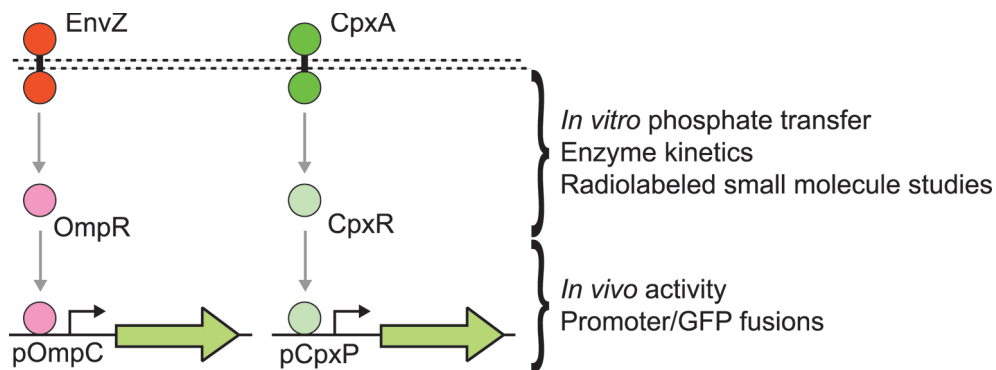 EnvZ
CpxA
In vitro phosphate transfer
Enzyme kinetics
Radiolabeled small molecule studies
OmpR
CpxR
In vivo activity
Promoter/GFP fusions
pOmpC
pCpxP